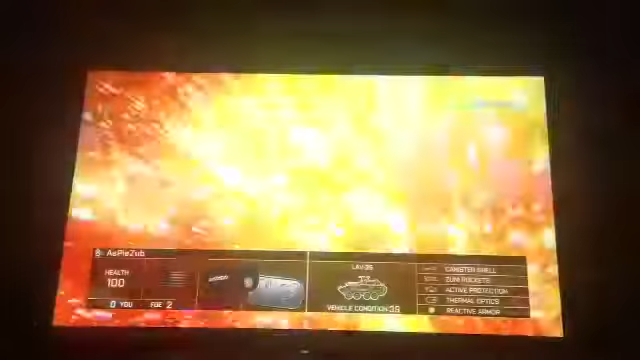 AsPieZub
HEALTH
100
0 YOU
FOE 2
LAV-25
VEHICLE CONDITION 35
CANISTER SHELL
ZUNI ROCKETS
ACTIVE PROTECTION
THERMAL OPTICS
REACTIVE ARMOR